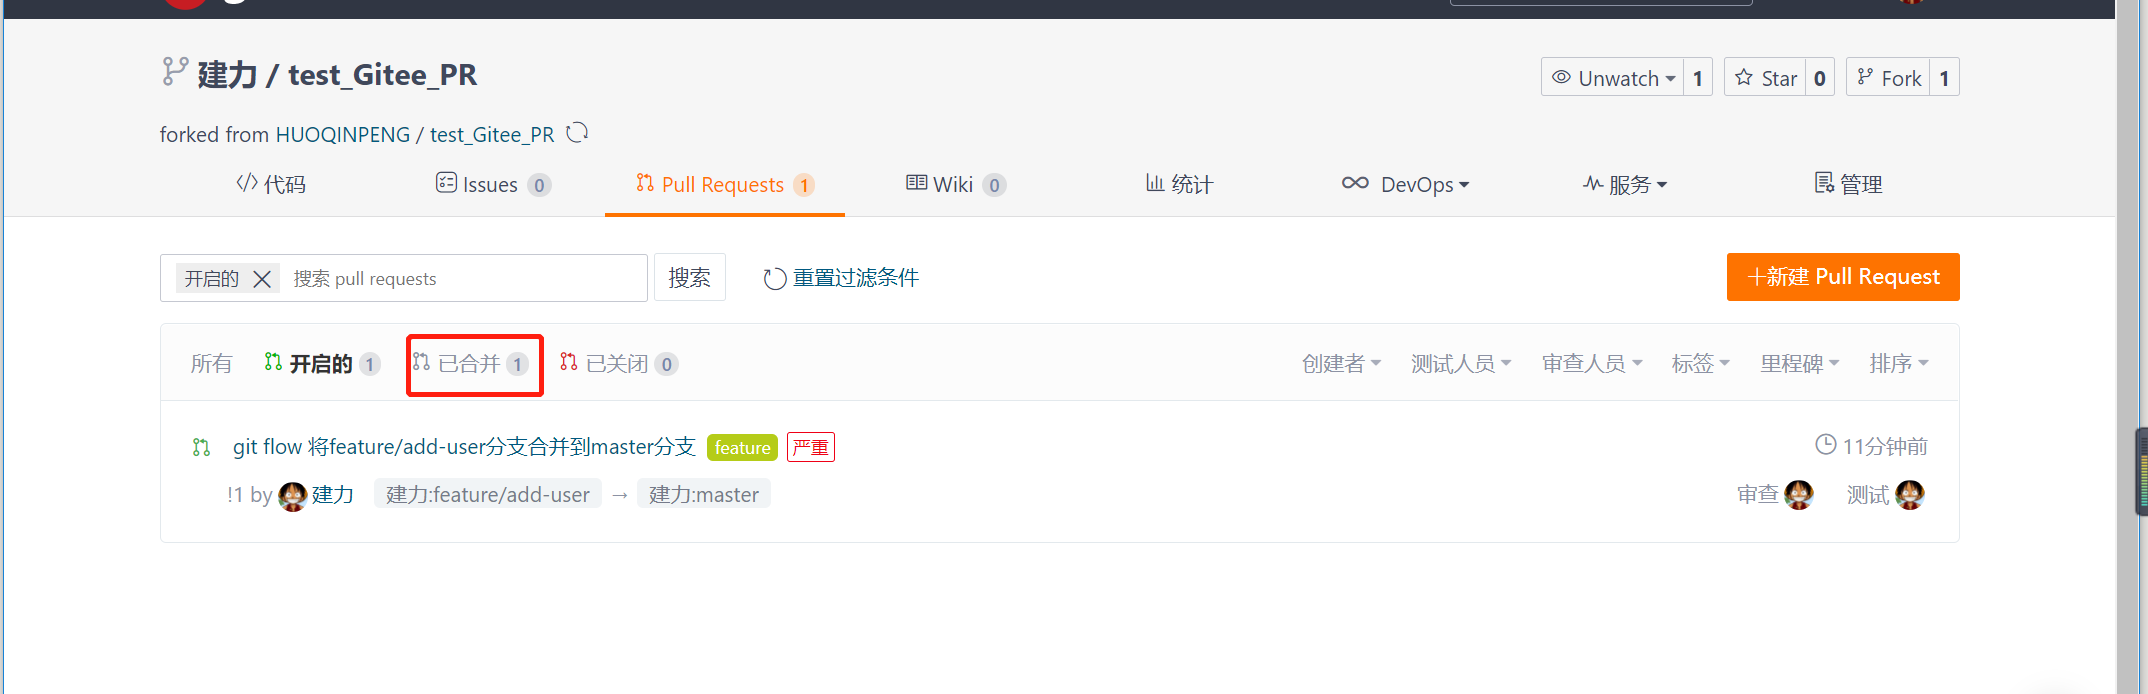 建力 / test_Gitee_PR
Unwatch 1 Star 0 Fork 1
forked from HUOQINPENG / test_Gitee_PR
代码 Issues 0 Pull Requests 1 Wiki 0 统计 DevOps 服务 管理
开启的 搜索 pull requests 搜索 重置过滤条件 +新建 Pull Request
所有 开启的 1 已合并 1 已关闭 0 创建者 测试人员 审查人员 标签 里程碑 排序
git flow 将feature/add-user分支合并到master分支 feature 严重 11分钟前
!1 by 建力 建力:feature/add-user → 建力:master 审查 测试